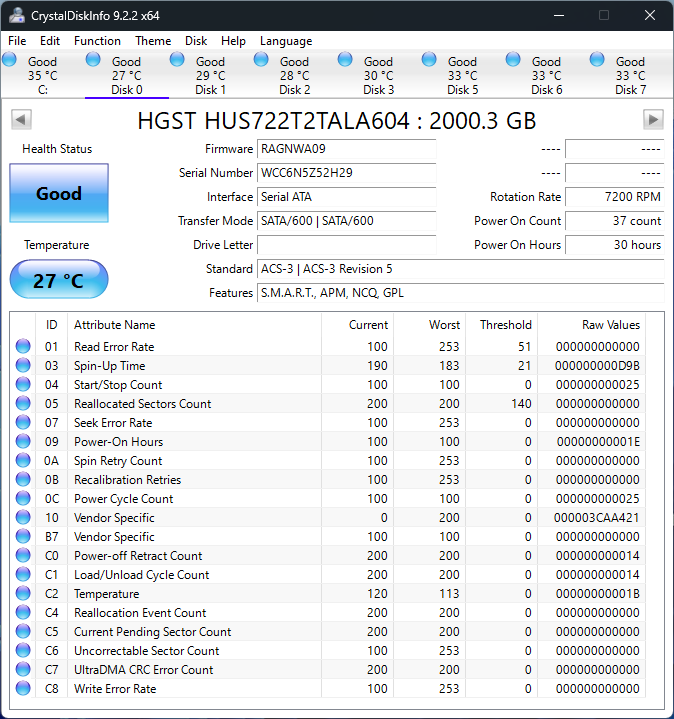 CrystalDiskInfo 9.2.2 x64
File Edit Function Theme Disk Help Language
Good Good Good Good Good Good Good Good
35 °C 27 °C 29 °C 28 °C 30 °C 33 °C 33 °C 33 °C
C: Disk 0 Disk 1 Disk 2 Disk 3 Disk 5 Disk 6 Disk 7
HGST HUS722T2TALA604 : 2000.3 GB
Health Status Firmware RAGNWA09 ---- ----
Good Serial Number WCC6N5Z52H29 ---- ----
Interface Serial ATA Rotation Rate 7200 RPM
Transfer Mode SATA/600 | SATA/600 Power On Count 37 count
Temperature Drive Letter Power On Hours 30 hours
27 °C Standard ACS-3 | ACS-3 Revision 5
Features S.M.A.R.T., APM, NCQ, GPL
ID Attribute Name Current Worst Threshold Raw Values
01 Read Error Rate 100 253 51 000000000000
03 Spin-Up Time 190 183 21 000000000D9B
04 Start/Stop Count 100 100 0 000000000025
05 Reallocated Sectors Count 200 200 140 000000000000
07 Seek Error Rate 100 253 0 000000000000
09 Power-On Hours 100 100 0 00000000001E
0A Spin Retry Count 100 253 0 000000000000
0B Recalibration Retries 100 253 0 000000000000
0C Power Cycle Count 100 100 0 000000000025
10 Vendor Specific 0 200 0 000003CAA421
B7 Vendor Specific 100 100 0 000000000000
C0 Power-off Retract Count 200 200 0 000000000014
C1 Load/Unload Cycle Count 200 200 0 000000000014
C2 Temperature 120 113 0 00000000001B
C4 Reallocation Event Count 200 200 0 000000000000
C5 Current Pending Sector Count 200 200 0 000000000000
C6 Uncorrectable Sector Count 100 253 0 000000000000
C7 UltraDMA CRC Error Count 200 200 0 000000000000
C8 Write Error Rate 100 253 0 000000000000